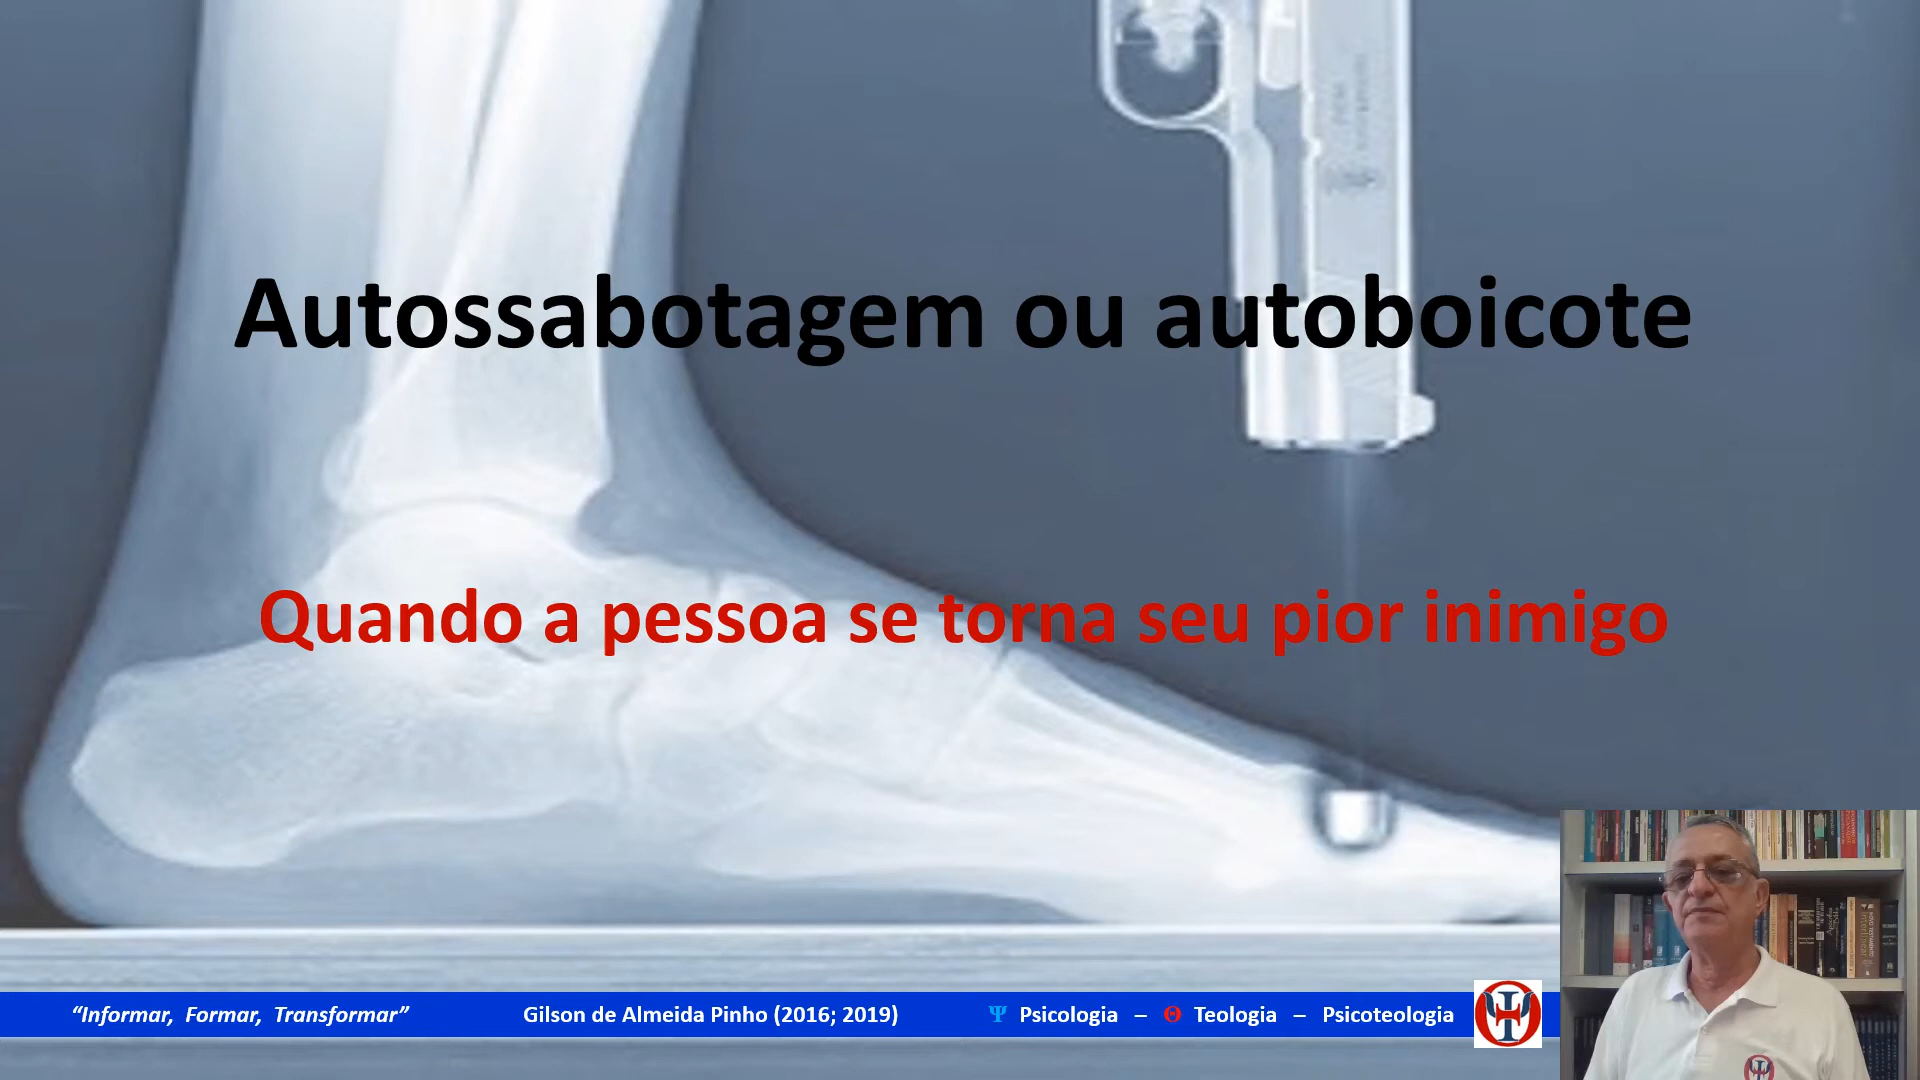 Autossabotagem ou autoboicote
Quando a pessoa se torna seu pior inimigo
“Informar, Formar, Transformar” Gilson de Almeida Pinho (2016; 2019) Ψ Psicologia – Θ Teologia – Psicoteologia